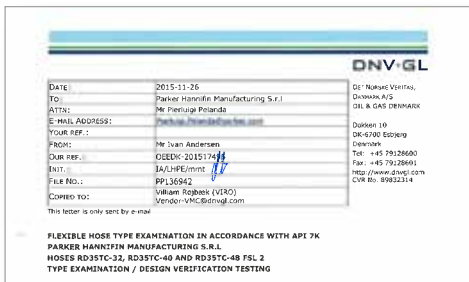 DNV·GL
DATE: 2015-11-26
TO: Parker Hannifin Manufacturing S.r.l
ATTN: Mr Pierluigi Pelanda
E-MAIL ADDRESS:
YOUR REF.:
FROM: Mr Ivan Andersen
OUR REF.: OEEDK-201517
INIT.: IA/LHPE/mmt
FILE NO.: PP136942
COPIED TO: Villiam Rejbæk (VIRO)
Vendor-VMC@dnvgl.com
This letter is only sent by e-mail
DET NORSKE VERITAS,
DANMARK A/S
OIL & GAS DENMARK
Dokken 10
DK-6700 Esbjerg
Denmark
Tel: +45 79128600
Fax: +45 79128601
http://www.dnvgl.com
CVR No. 89832314
FLEXIBLE HOSE TYPE EXAMINATION IN ACCORDANCE WITH API 7K
PARKER HANNIFIN MANUFACTURING S.R.L
HOSES RD35TC-32, RD35TC-40 AND RD35TC-48 FSL 2
TYPE EXAMINATION / DESIGN VERIFICATION TESTING